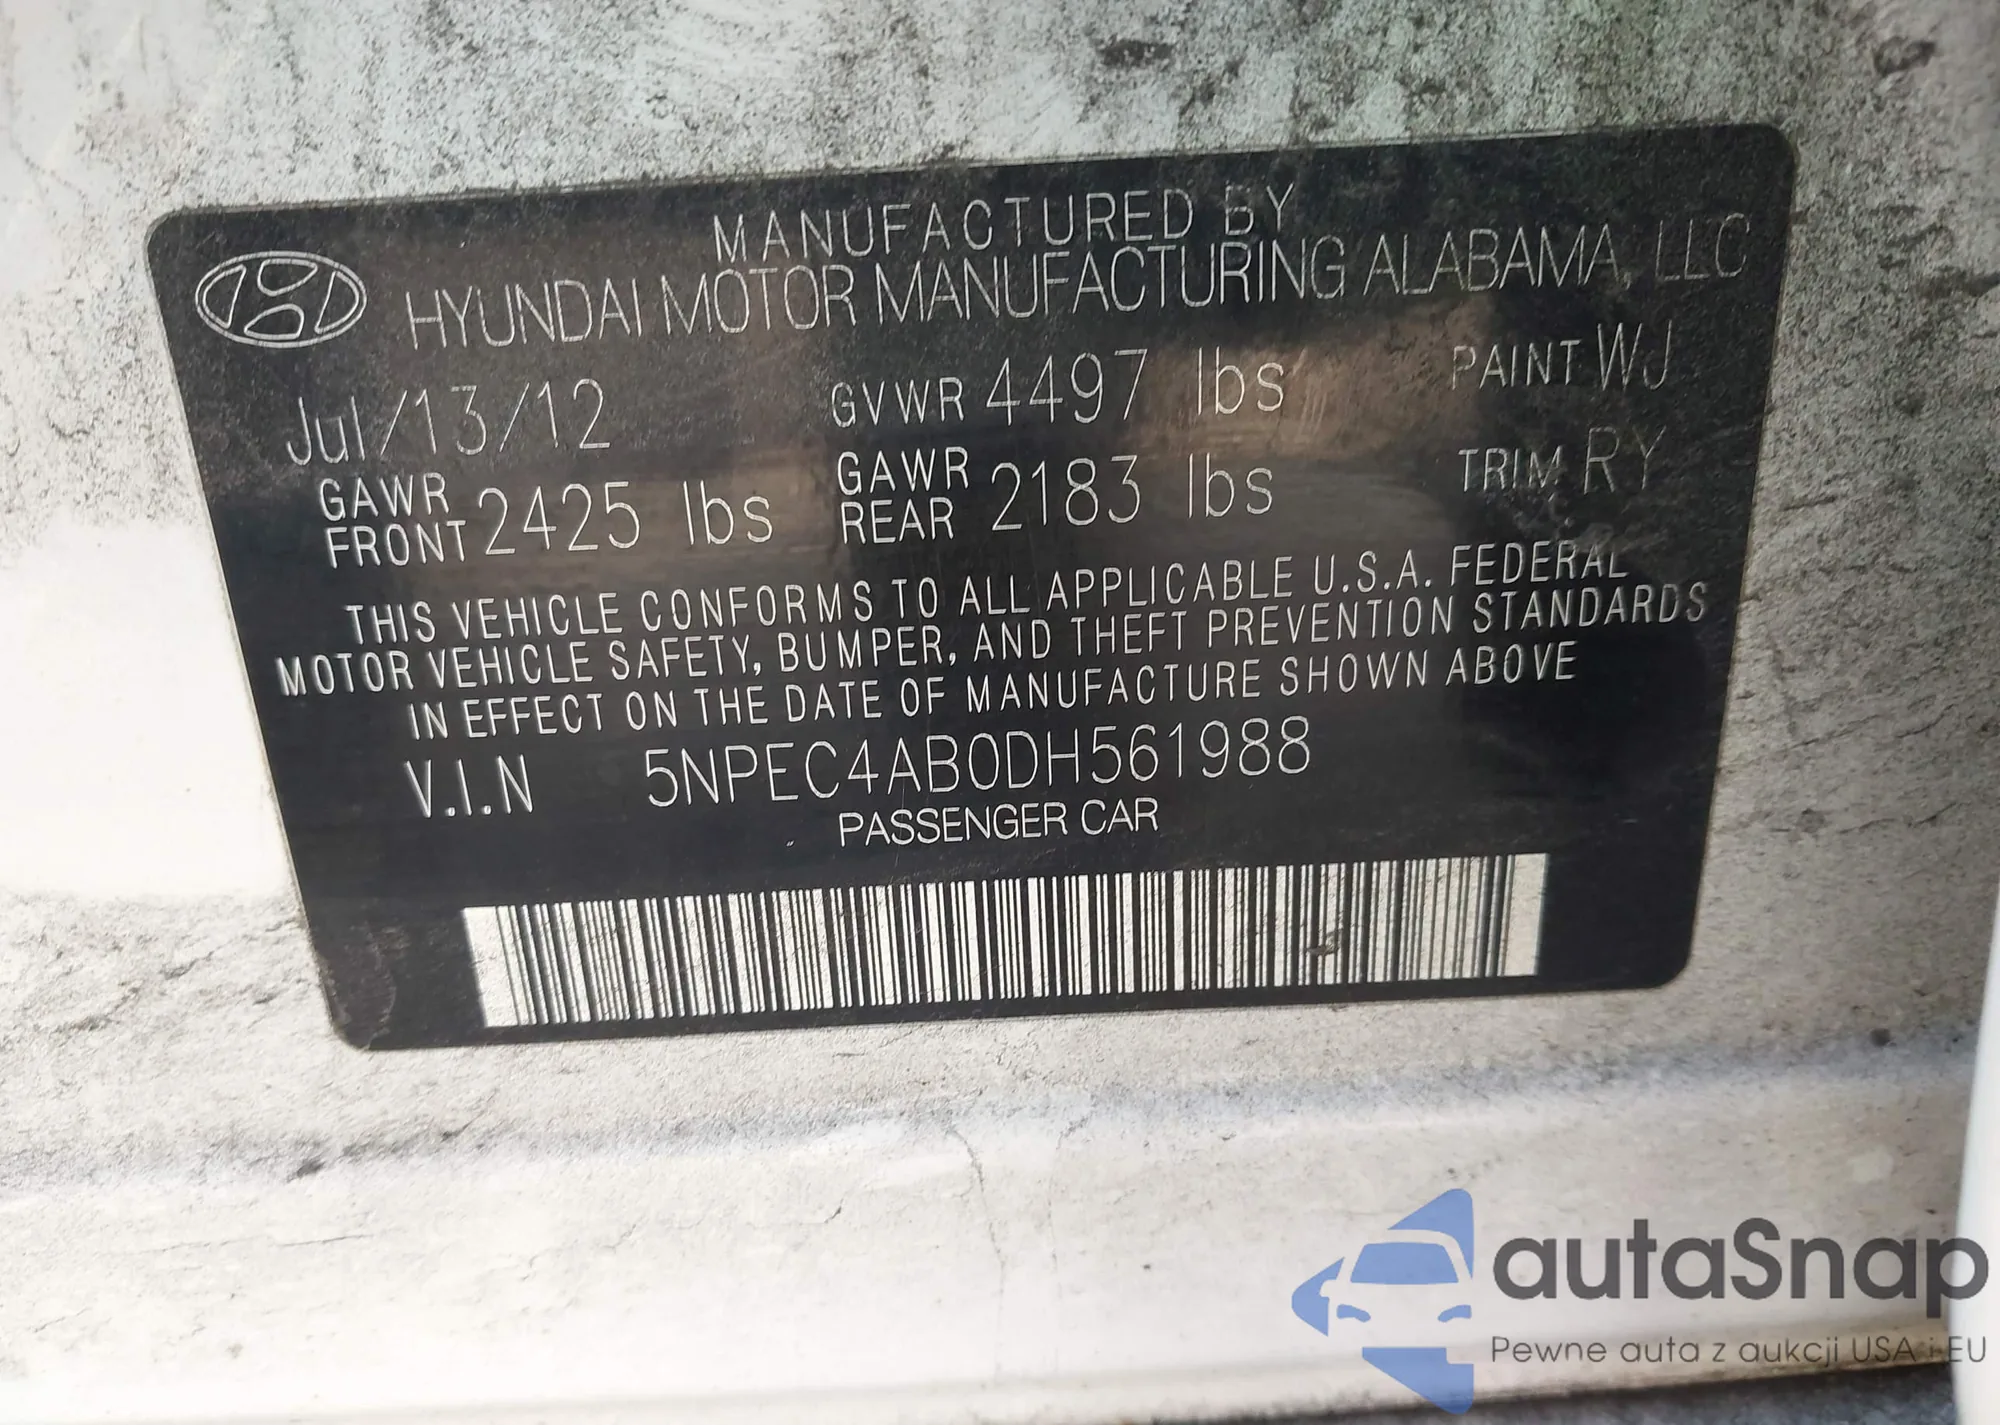 MANUFACTURED BY
HYUNDAI MOTOR MANUFACTURING ALABAMA, LLC
Jul/13/12 GVWR 4497 lbs PAINT WJ
GAWR FRONT 2425 lbs GAWR REAR 2183 lbs TRIM RY
THIS VEHICLE CONFORMS TO ALL APPLICABLE U.S.A. FEDERAL
MOTOR VEHICLE SAFETY, BUMPER, AND THEFT PREVENTION STANDARDS
IN EFFECT ON THE DATE OF MANUFACTURE SHOWN ABOVE
V.I.N 5NPEC4AB0DH561988
PASSENGER CAR
autaSnap
Pewne auta z aukcji USA i EU